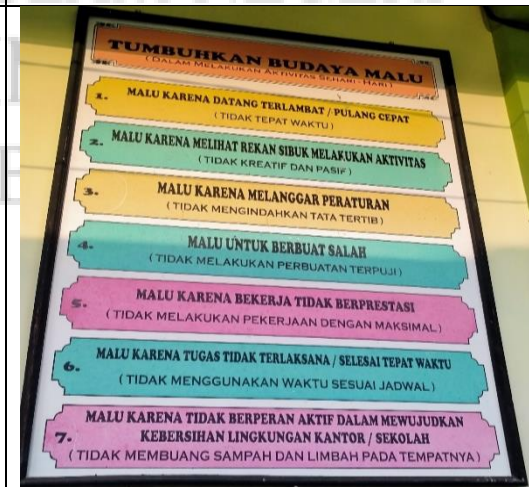 TUMBUHKAN BUDAYA MALU
(DALAM MELAKUKAN AKTIVITAS SEHARI - HARI)
1. MALU KARENA DATANG TERLAMBAT / PULANG CEPAT
(TIDAK TEPAT WAKTU)
2. MALU KARENA MELIHAT REKAN SIBUK MELAKUKAN AKTIVITAS
(TIDAK KREATIF DAN PASIF)
3. MALU KARENA MELANGGAR PERATURAN
(TIDAK MENGINDAHKAN TATA TERTIB)
4. MALU UNTUK BERBUAT SALAH
(TIDAK MELAKUKAN PERBUATAN TERPUJI)
5. MALU KARENA BEKERJA TIDAK BERPRESTASI
(TIDAK MELAKUKAN PEKERJAAN DENGAN MAKSIMAL)
6. MALU KARENA TUGAS TIDAK TERLAKSANA / SELESAI TEPAT WAKTU
(TIDAK MENGGUNAKAN WAKTU SESUAI JADWAL)
7. MALU KARENA TIDAK BERPERAN AKTIF DALAM MEWUJUDKAN
KEBERSIHAN LINGKUNGAN KANTOR / SEKOLAH
(TIDAK MEMBUANG SAMPAH DAN LIMBAH PADA TEMPATNYA)